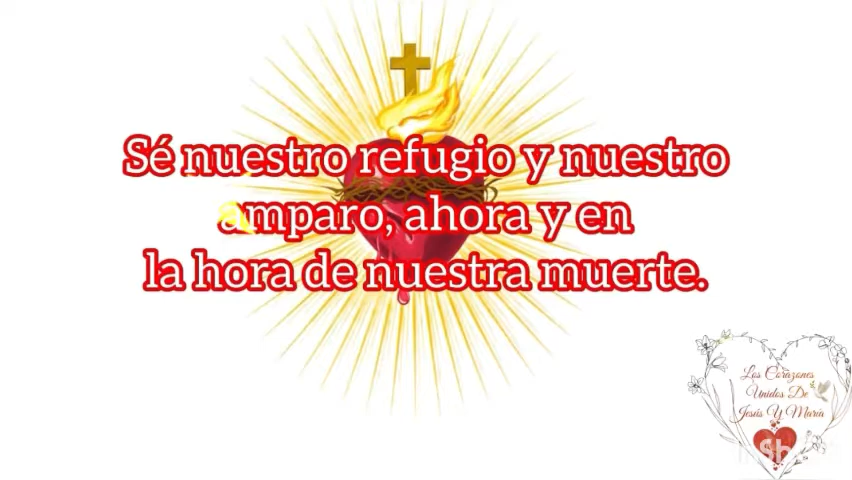 Sé nuestro refugio y nuestro
amparo, ahora y en
la hora de nuestra muerte.
Los Corazones
Unidos De
Jesús Y María